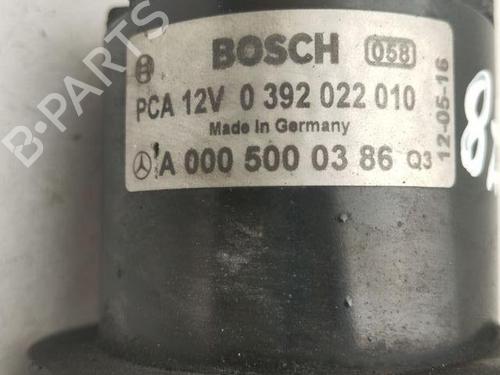 BOSCH 058
PCA 12V 0 392 022 010
Made in Germany
A 000 500 03 86 Q3
12-05-16